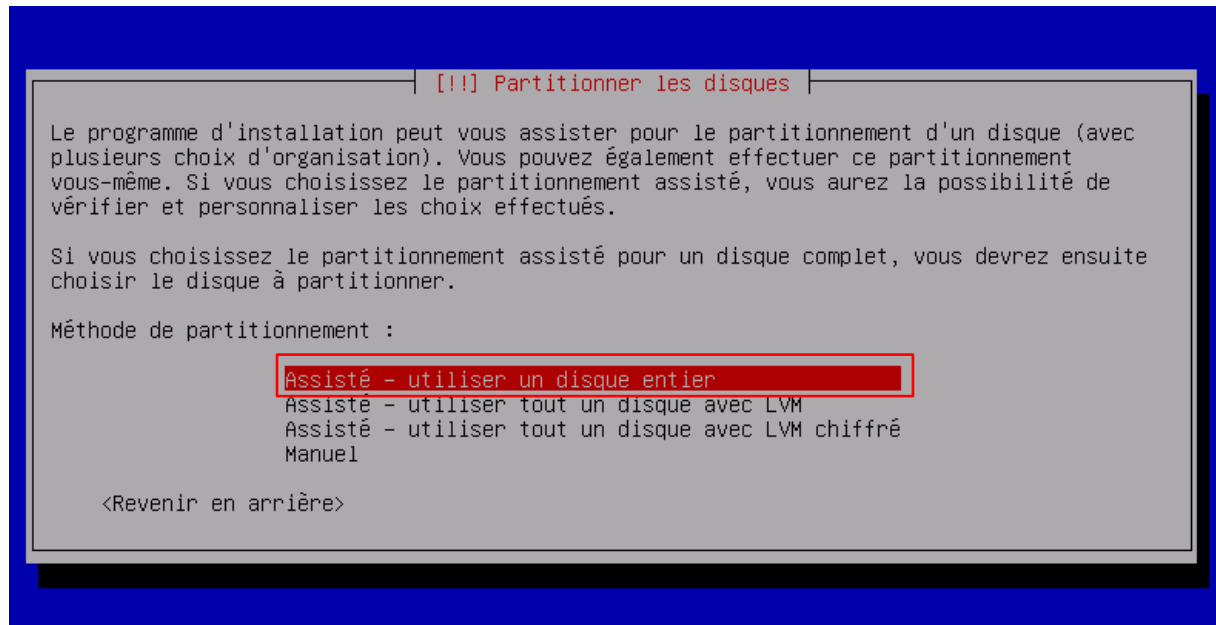 [!!] Partitionner les disques
Le programme d'installation peut vous assister pour le partitionnement d'un disque (avec
plusieurs choix d'organisation). Vous pouvez également effectuer ce partitionnement
vous-même. Si vous choisissez le partitionnement assisté, vous aurez la possibilité de
vérifier et personnaliser les choix effectués.
Si vous choisissez le partitionnement assisté pour un disque complet, vous devrez ensuite
choisir le disque à partitionner.
Méthode de partitionnement :
Assisté - utiliser un disque entier
Assisté - utiliser tout un disque avec LVM
Assisté - utiliser tout un disque avec LVM chiffré
Manuel
<Revenir en arrière>